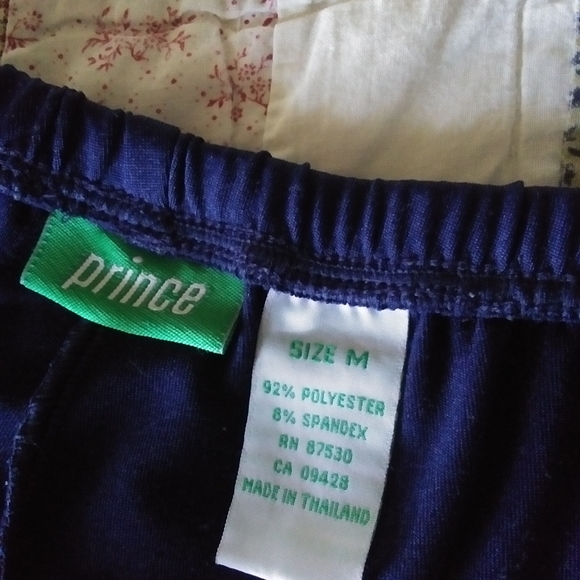 prince
SIZE M
92% POLYESTER
8% SPANDEX
RN 87530
CA 09428
MADE IN THAILAND